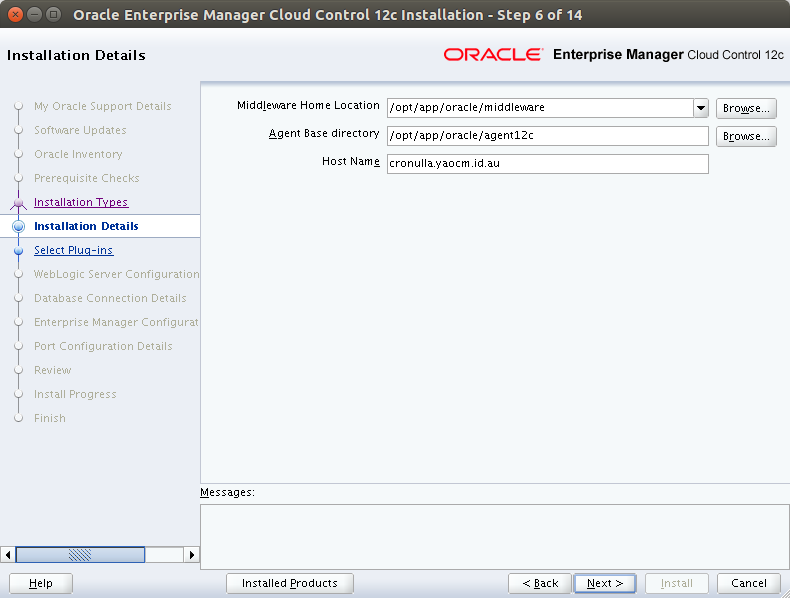 Oracle Enterprise Manager Cloud Control 12c Installation - Step 6 of 14
Installation Details
ORACLE Enterprise Manager Cloud Control 12c
My Oracle Support Details
Software Updates
Oracle Inventory
Prerequisite Checks
Installation Types
Installation Details
Select Plug-ins
WebLogic Server Configuration
Database Connection Details
Enterprise Manager Configurat
Port Configuration Details
Review
Install Progress
Finish
Middleware Home Location /opt/app/oracle/middleware Browse...
Agent Base directory /opt/app/oracle/agent12c Browse...
Host Name cronulla.yaocm.id.au
Messages:
Help Installed Products < Back Next > Install Cancel